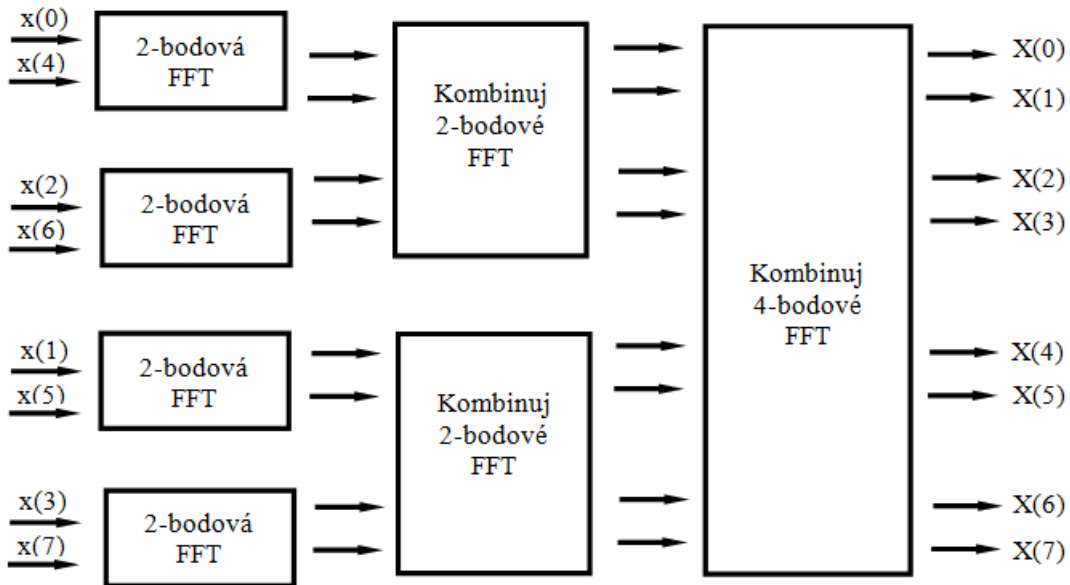 x(0)
x(4)
2-bodová
FFT
x(2)
x(6)
2-bodová
FFT
x(1)
x(5)
2-bodová
FFT
x(3)
x(7)
2-bodová
FFT
Kombinuj
2-bodové
FFT
Kombinuj
2-bodové
FFT
Kombinuj
4-bodové
FFT
X(0)
X(1)
X(2)
X(3)
X(4)
X(5)
X(6)
X(7)